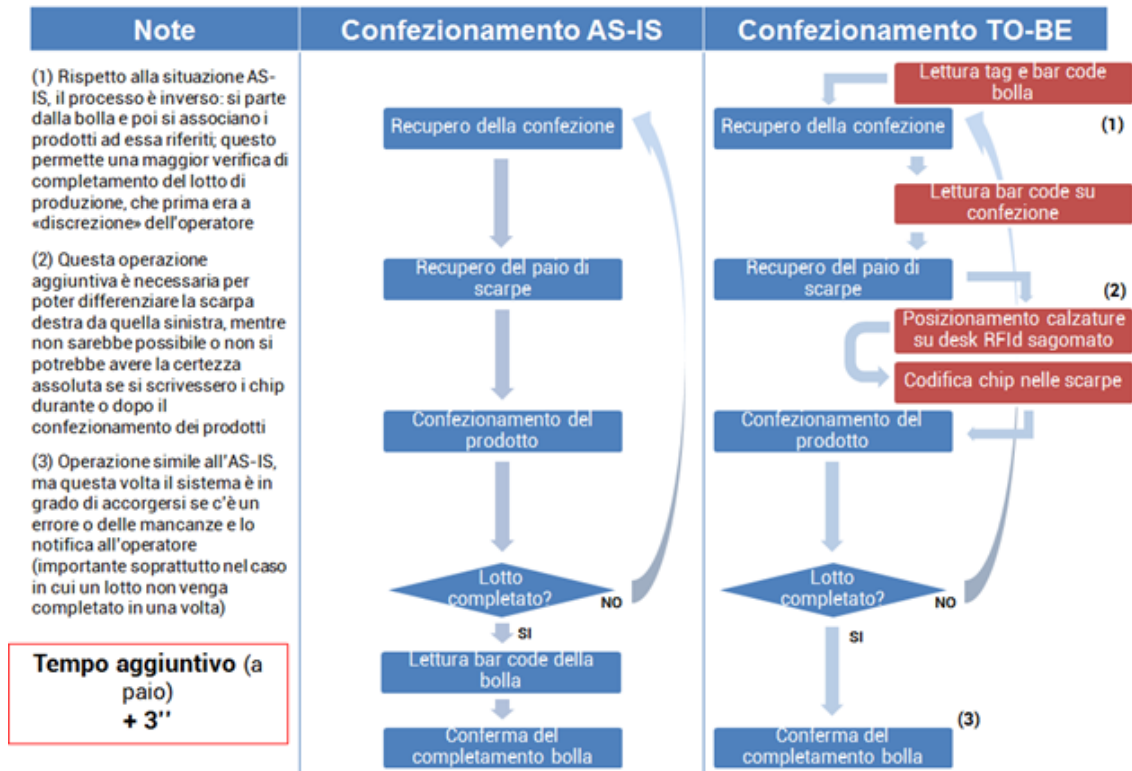 Note
Confezionamento AS-IS
Confezionamento TO-BE
(1) Rispetto alla situazione AS-
IS, il processo è inverso: si parte
dalla bolla e poi si associano i
prodotti ad essa riferiti; questo
permette una maggior verifica di
completamento del lotto di
produzione, che prima era a
«discrezione» dell'operatore
(2) Questa operazione
aggiuntiva è necessaria per
poter differenziare la scarpa
destra da quella sinistra, mentre
non sarebbe possibile o non si
potrebbe avere la certezza
assoluta se si scrivessero i chip
durante o dopo il
confezionamento dei prodotti
(3) Operazione simile all'AS-IS,
ma questa volta il sistema è in
grado di accorgersi se c'è un
errore o delle mancanze e lo
notifica all'operatore
(importante soprattutto nel caso
in cui un lotto non venga
completato in una volta)
Tempo aggiuntivo (a
paio)
+ 3''
Recupero della confezione
Recupero del paio di
scarpe
Confezionamento del
prodotto
Lotto
completato?
NO
SI
Lettura bar code della
bolla
Conferma del
completamento bolla
Lettura tag e bar code
bolla
Recupero della confezione
(1)
Lettura bar code su
confezione
Recupero del paio di
scarpe
(2)
Posizionamento calzature
su desk RFId sagomato
Codifica chip nelle scarpe
Confezionamento del
prodotto
Lotto
completato?
NO
SI
(3)
Conferma del
completamento bolla